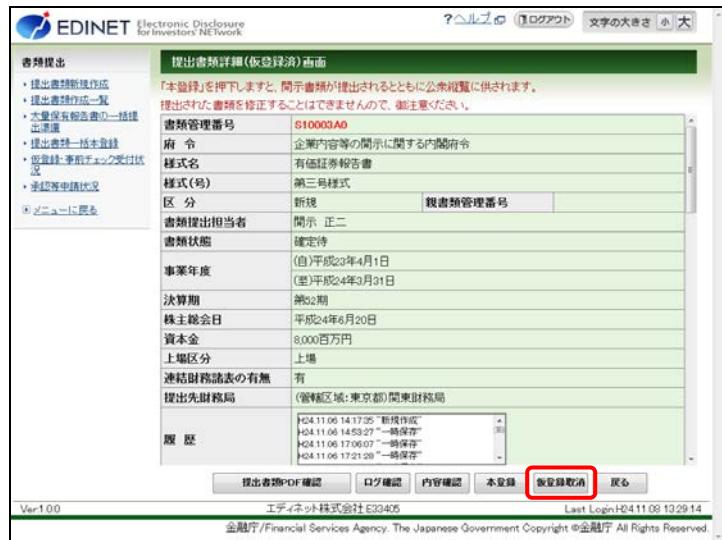 EDINET Electronic Disclosure for Investors' NETwork
?ヘルプ ログアウト 文字の大きさ 小 大
書類提出
・提出書類新規作成
・提出書類作成一覧
・大量保有報告書の一括提出準備
・提出書類一括本登録
・仮登録・事前チェック受付状況
・承認等申請状況
メニューに戻る
提出書類詳細(仮登録済)画面
「本登録」を押下しますと、開示書類が提出されるとともに公衆縦覧に供されます。
提出された書類を修正することはできませんので、御注意ください。
書類管理番号 S10003A0
府 令 企業内容等の開示に関する内閣府令
様式名 有価証券報告書
様式(号) 第三号様式
区 分 新規 親書類管理番号
書類提出担当者 開示 正二
書類状態 確定待
事業年度 (自)平成23年4月1日
(至)平成24年3月31日
決算期 第52期
株主総会日 平成24年6月20日
資本金 8,000百万円
上場区分 上場
連結財務諸表の有無 有
提出先財務局 (管轄区域:東京都)関東財務局
履 歴
H24.11.06 14:17:35 "新規作成"
H24.11.06 14:53:27 "一時保存"
H24.11.06 17:06:07 "一時保存"
H24.11.06 17:21:28 "一時保存"
提出書類PDF確認 ログ確認 内容確認 本登録 仮登録取消 戻る
Ver1.0.0 エディネット株式会社 E33405 Last Login:H24.11.08 13:29:14
金融庁/Financial Services Agency. The Japanese Government Copyright ©金融庁 All Rights Reserved.